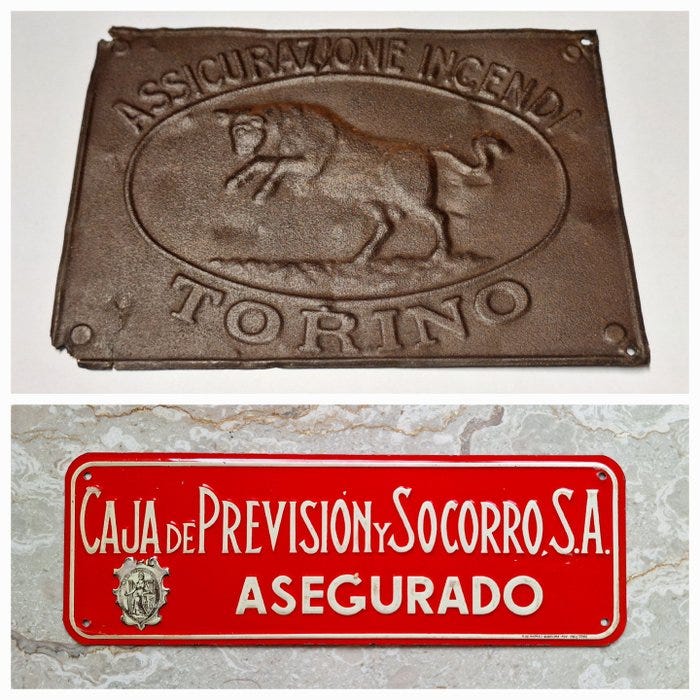 ASSICURAZIONE INCENDI
TORINO
CAJA DE PREVISIÓN Y SOCORRO, S.A.
ASEGURADO